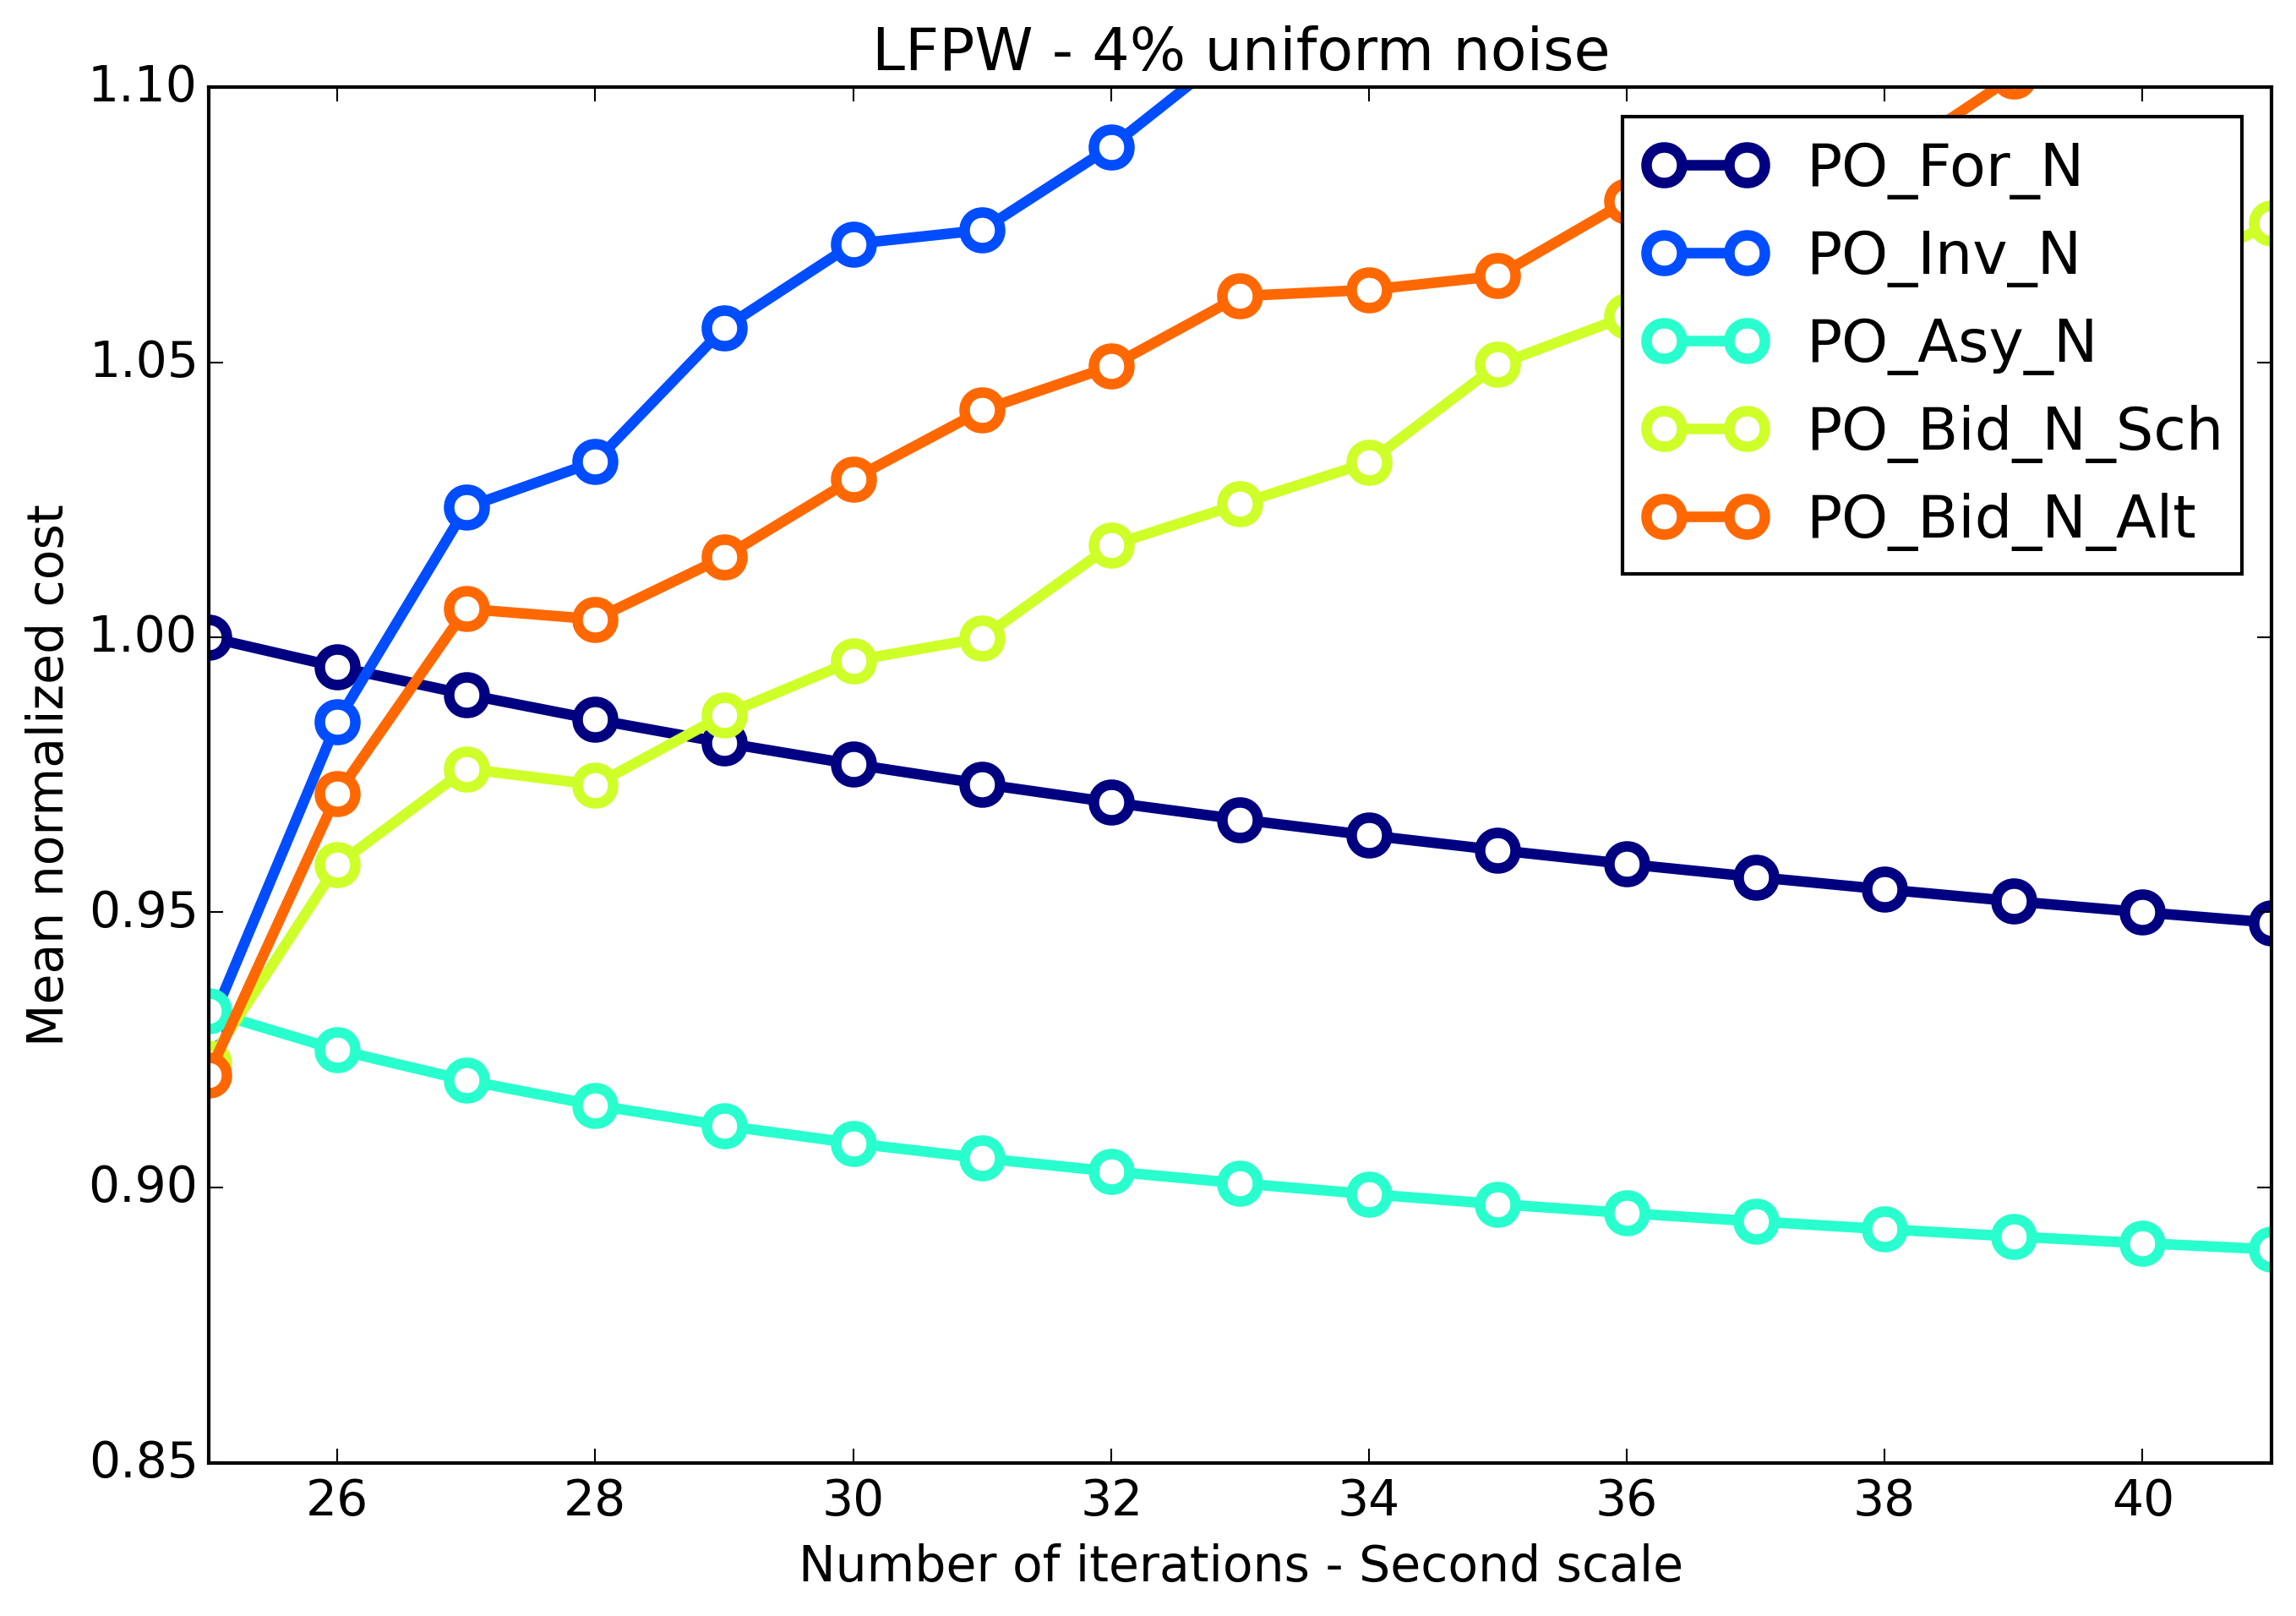 LFPW - 4% uniform noise
1.10
1.05
1.00
0.95
0.90
0.85
Mean normalized cost
PO_For_N
PO_Inv_N
PO_Asy_N
PO_Bid_N_Sch
PO_Bid_N_Alt
26 28 30 32 34 36 38 40
Number of iterations - Second scale